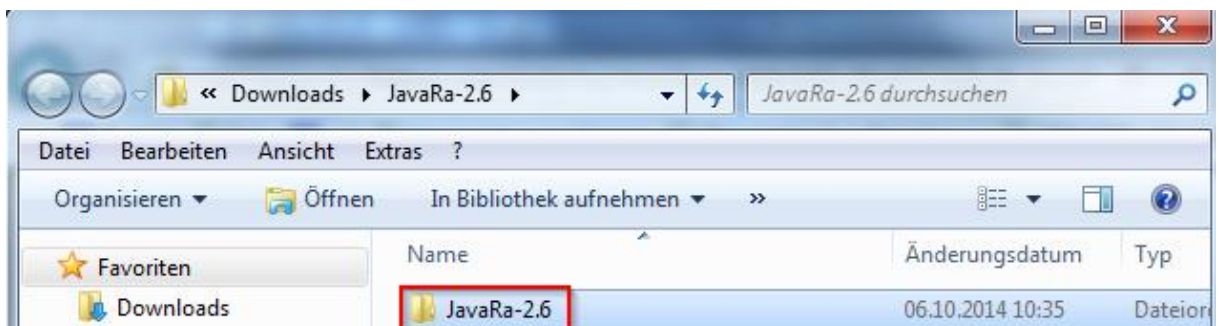 « Downloads ▸ JavaRa-2.6 ▸ JavaRa-2.6 durchsuchen
Datei Bearbeiten Ansicht Extras ?
Organisieren Öffnen In Bibliothek aufnehmen »
Name Änderungsdatum Typ
Favoriten
Downloads JavaRa-2.6 06.10.2014 10:35 Dateior